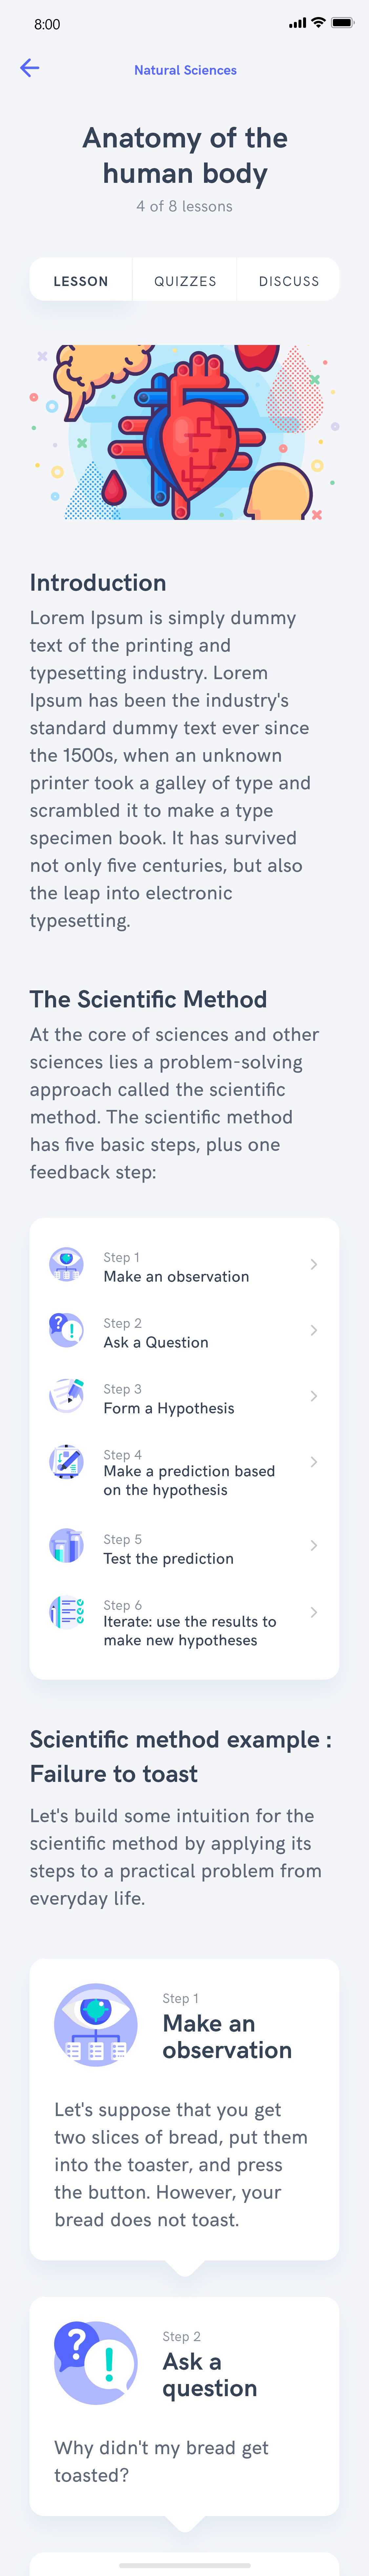 8:00
Natural Sciences
Anatomy of the
human body
4 of 8 lessons
LESSON
QUIZZES
DISCUSS
Introduction
Lorem Ipsum is simply dummy
text of the printing and
typesetting industry. Lorem
Ipsum has been the industry's
standard dummy text ever since
the 1500s, when an unknown
printer took a galley of type and
scrambled it to make a type
specimen book. It has survived
not only five centuries, but also
the leap into electronic
typesetting.
The Scientific Method
At the core of sciences and other
sciences lies a problem-solving
approach called the scientific
method. The scientific method
has five basic steps, plus one
feedback step:
Step 1
Make an observation
Step 2
Ask a Question
Step 3
Form a Hypothesis
Step 4
Make a prediction based
on the hypothesis
Step 5
Test the prediction
Step 6
Iterate: use the results to
make new hypotheses
Scientific method example :
Failure to toast
Let's build some intuition for the
scientific method by applying its
steps to a practical problem from
everyday life.
Step 1
Make an
observation
Let's suppose that you get
two slices of bread, put them
into the toaster, and press
the button. However, your
bread does not toast.
Step 2
Ask a
question
Why didn't my bread get
toasted?